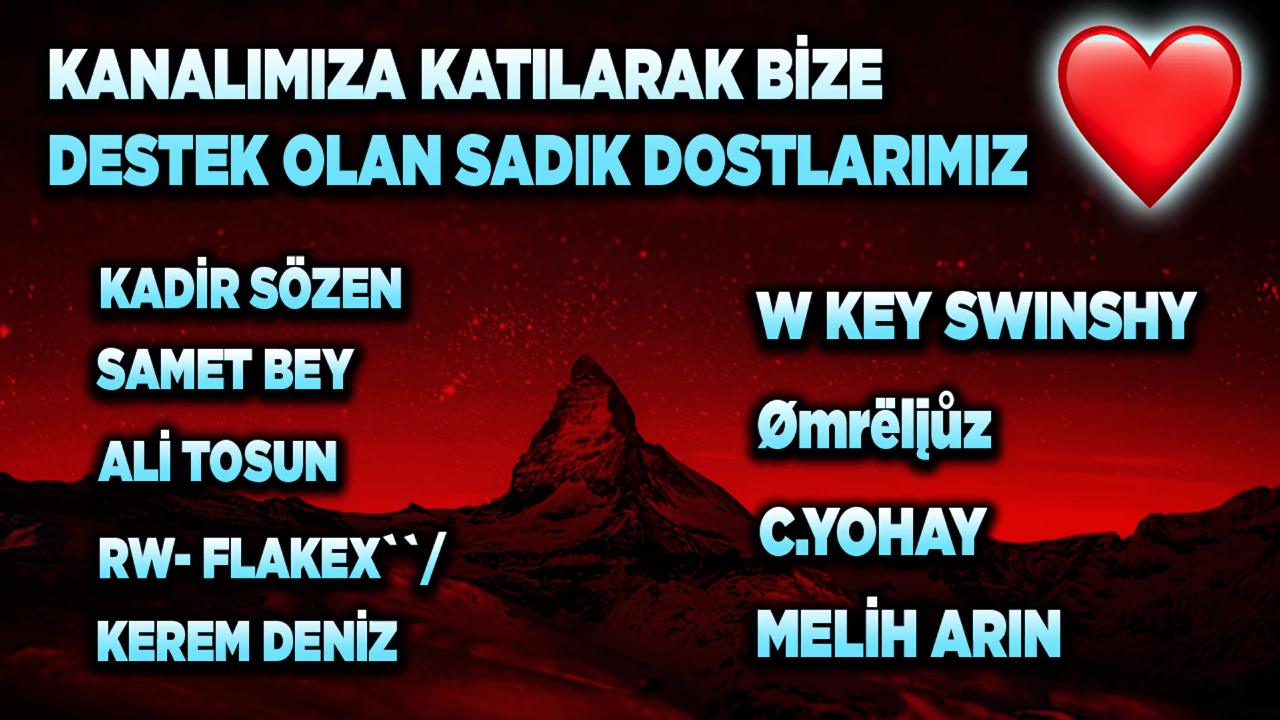 KANALIMIZA KATILARAK BİZE
DESTEK OLAN SADIK DOSTLARIMIZ
KADİR SÖZEN
SAMET BEY
ALİ TOSUN
RW- FLAKEX``/
KEREM DENİZ
W KEY SWINSHY
Ømrëlįůz
C.YOHAY
MELİH ARIN